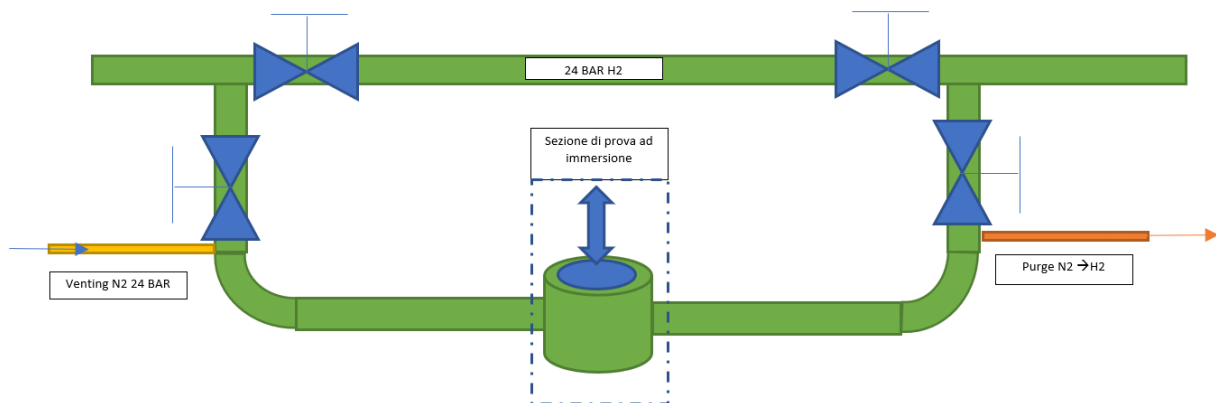 24 BAR H2
Sezione di prova ad
immersione
Venting N2 24 BAR
Purge N2 →H2